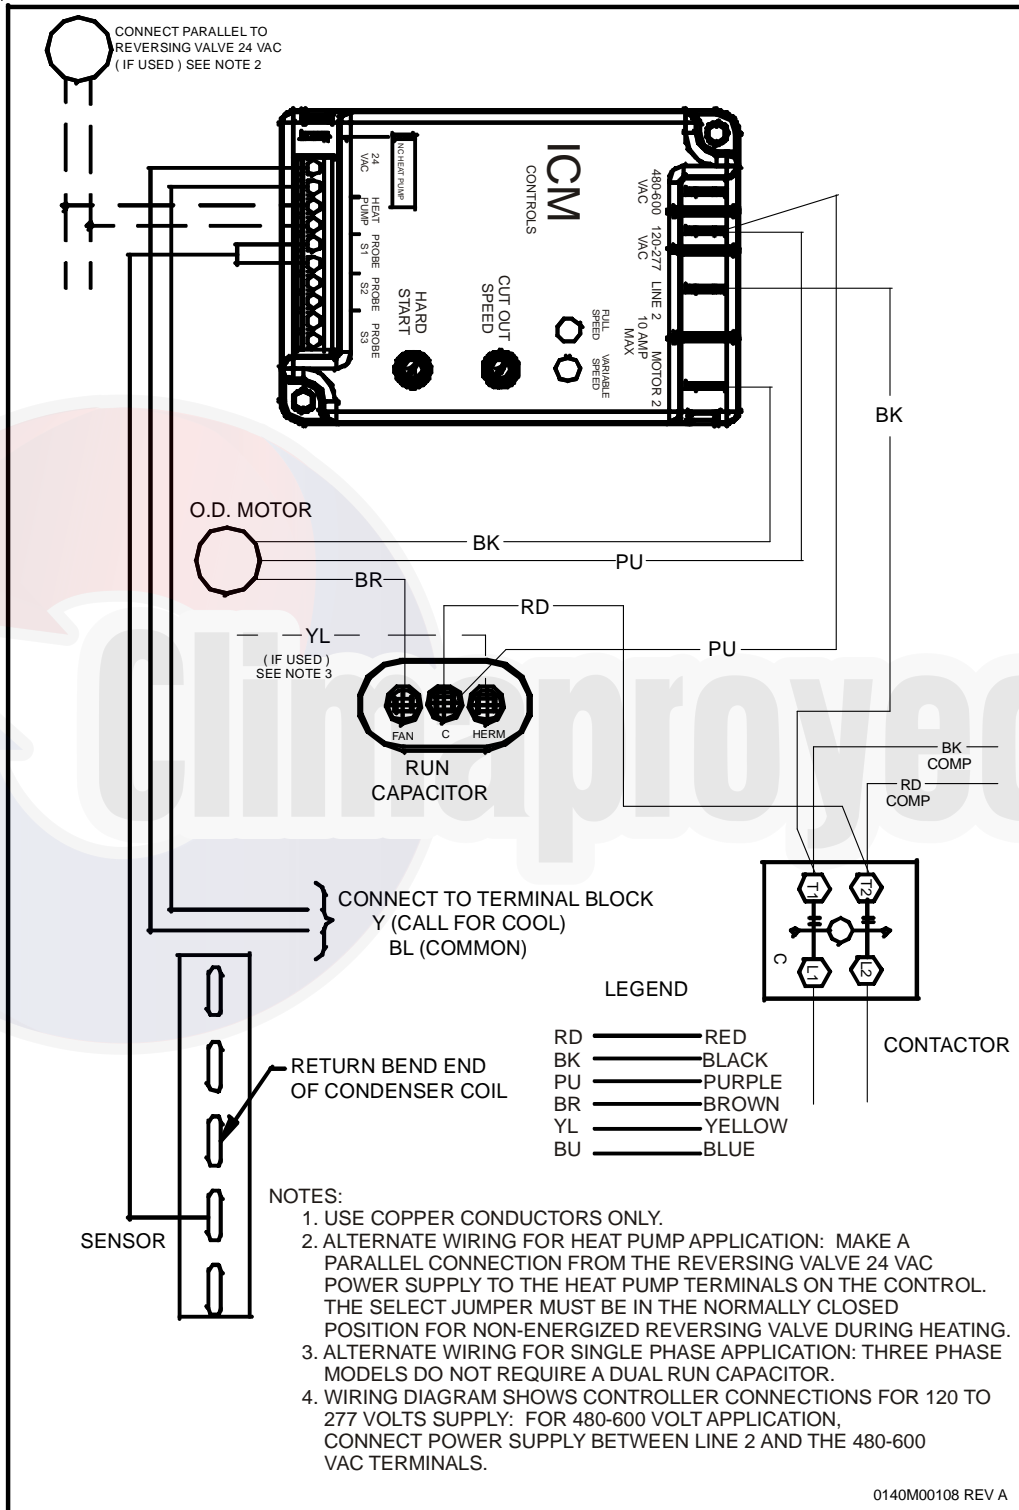 CONNECT PARALLEL TO
REVERSING VALVE 24 VAC
( IF USED ) SEE NOTE 2
NC HEAT PUMP
24
VAC
HEAT
PUMP
PROBE
S1
PROBE
S2
PROBE
S3
ICM
CONTROLS
HARD
START
CUT OUT
SPEED
FULL
SPEED
VARIABLE
SPEED
480-600
VAC
120-277
VAC
LINE 2
10 AMP
MAX
MOTOR 2
BK
O.D. MOTOR
BK
PU
BR
RD
YL
( IF USED )
SEE NOTE 3
PU
FAN
C
HERM
RUN
CAPACITOR
BK
COMP
RD
COMP
Climaproyec
T1
T2
C
L1
L2
CONTACTOR
CONNECT TO TERMINAL BLOCK
Y (CALL FOR COOL)
BL (COMMON)
LEGEND
RD RED
BK BLACK
PU PURPLE
BR BROWN
YL YELLOW
BU BLUE
RETURN BEND END
OF CONDENSER COIL
SENSOR
NOTES:
1. USE COPPER CONDUCTORS ONLY.
2. ALTERNATE WIRING FOR HEAT PUMP APPLICATION: MAKE A
PARALLEL CONNECTION FROM THE REVERSING VALVE 24 VAC
POWER SUPPLY TO THE HEAT PUMP TERMINALS ON THE CONTROL.
THE SELECT JUMPER MUST BE IN THE NORMALLY CLOSED
POSITION FOR NON-ENERGIZED REVERSING VALVE DURING HEATING.
3. ALTERNATE WIRING FOR SINGLE PHASE APPLICATION: THREE PHASE
MODELS DO NOT REQUIRE A DUAL RUN CAPACITOR.
4. WIRING DIAGRAM SHOWS CONTROLLER CONNECTIONS FOR 120 TO
277 VOLTS SUPPLY: FOR 480-600 VOLT APPLICATION,
CONNECT POWER SUPPLY BETWEEN LINE 2 AND THE 480-600
VAC TERMINALS.
0140M00108 REV A